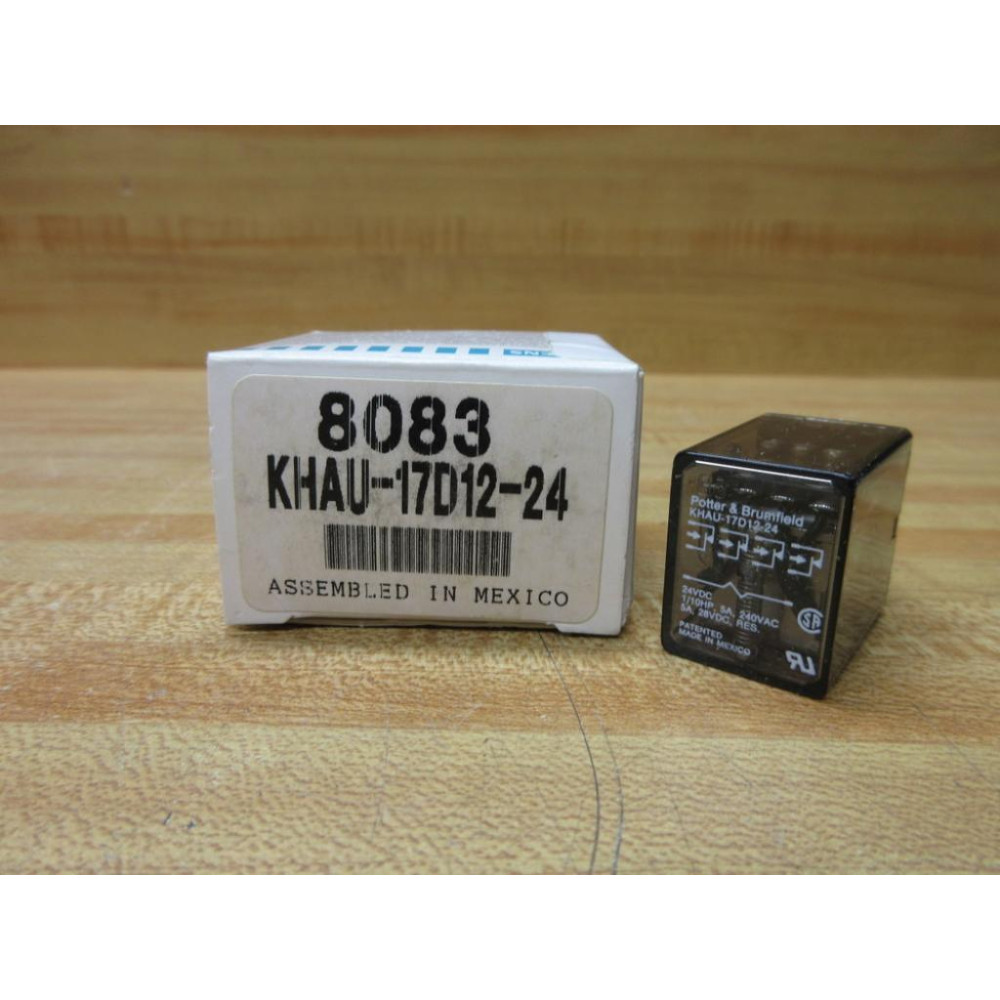 NS
8083
KHAU-17D12-24
ASSEMBLED IN MEXICO
Potter & Brumfield
KHAU-17D12-24
24VDC
1/10HP, 5A, 240VAC
5A, 28VDC, RES.
PATENTED
MADE IN MEXICO